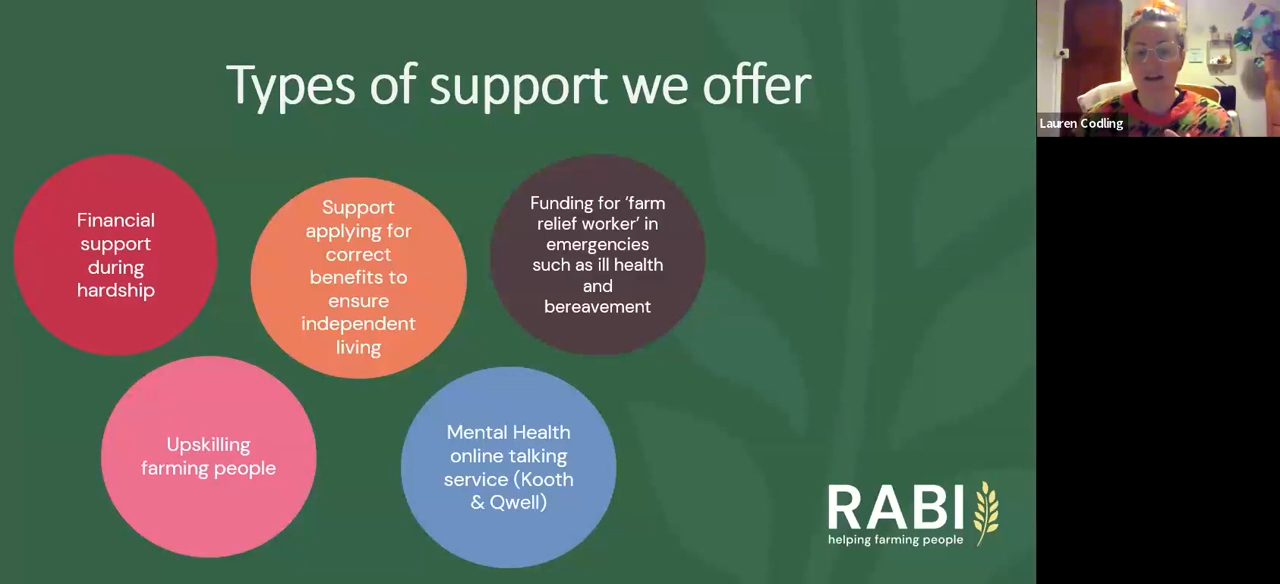 Types of support we offer
Lauren Codling
Financial
support
during
hardship
Support
applying for
correct
benefits to
ensure
independent
living
Funding for ‘farm
relief worker’ in
emergencies
such as ill health
and
bereavement
Upskilling
farming people
Mental Health
online talking
service (Kooth
& Qwell)
RABI
helping farming people